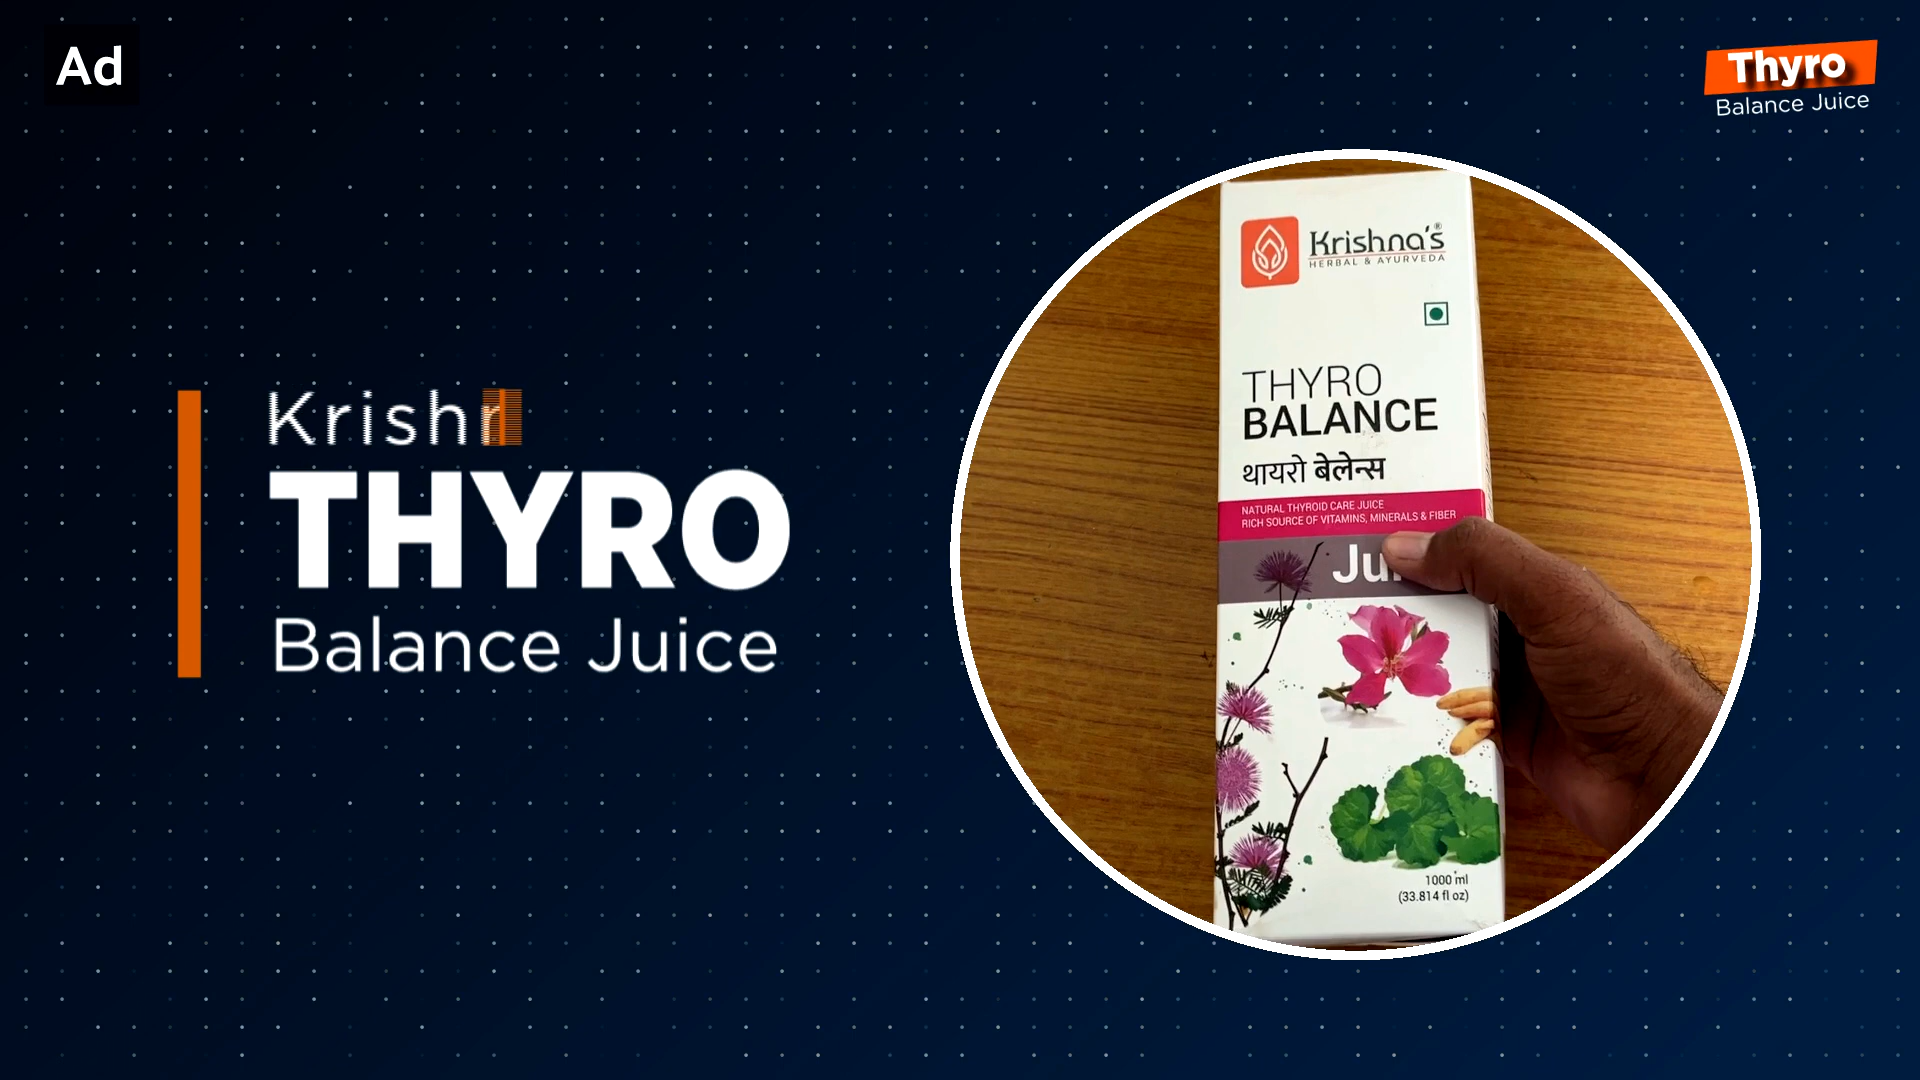 Ad
Thyro
Balance Juice
Krish
THYRO
Balance Juice
Krishna's®
HERBAL & AYURVEDA
THYRO
BALANCE
थायरो बेलेन्स
NATURAL THYROID CARE JUICE
RICH SOURCE OF VITAMINS, MINERALS & FIBER
1000 ml
(33.814 fl oz)